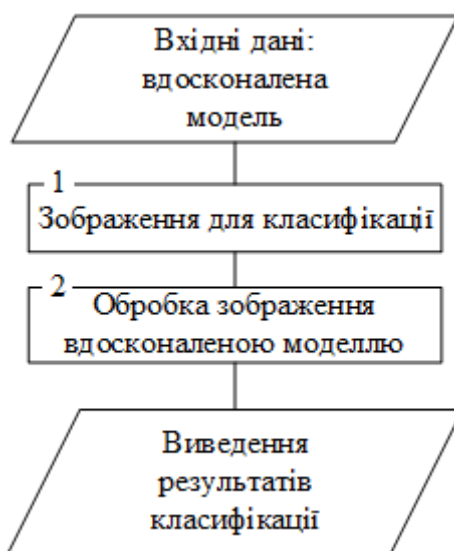 Вхідні дані:
вдосконалена
модель
1
Зображення для класифікації
2
Обробка зображення
вдосконаленою моделлю
Виведення
результатів
класифікації